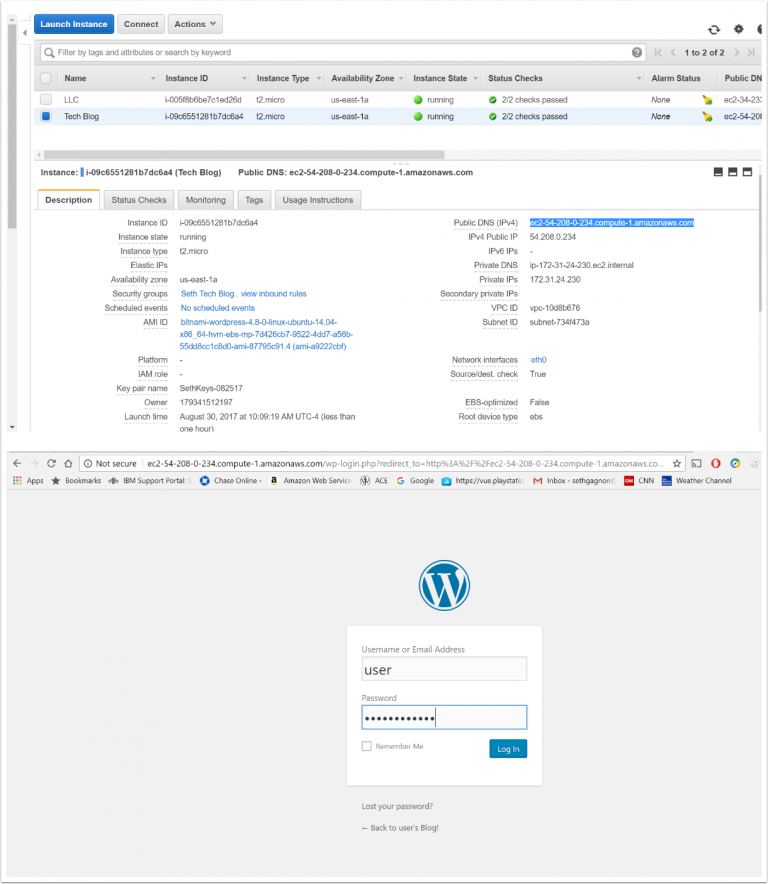 Launch Instance Connect Actions
Filter by tags and attributes or search by keyword 1 to 2 of 2
Name Instance ID Instance Type Availability Zone Instance State Status Checks Alarm Status Public DN
LLC i-005f8b6be7c1ed26d t2.micro us-east-1a running 2/2 checks passed None ec2-34-233
Tech Blog i-09c6551281b7dc6a4 t2.micro us-east-1a running 2/2 checks passed None ec2-54-208
Instance: i-09c6551281b7dc6a4 (Tech Blog) Public DNS: ec2-54-208-0-234.compute-1.amazonaws.com
Description Status Checks Monitoring Tags Usage Instructions
Instance ID i-09c6551281b7dc6a4 Public DNS (IPv4) ec2-54-208-0-234.compute-1.amazonaws.com
Instance state running IPv4 Public IP 54.208.0.234
Instance type t2.micro IPv6 IPs -
Elastic IPs Private DNS ip-172-31-24-230.ec2.internal
Availability zone us-east-1a Private IPs 172.31.24.230
Security groups Seth Tech Blog . view inbound rules Secondary private IPs
Scheduled events No scheduled events VPC ID vpc-10d8b676
AMI ID bitnami-wordpress-4.8-0-linux-ubuntu-14.04- Subnet ID subnet-734f473a
x86_64-hvm-ebs-mp-7d426cb7-9522-4dd7-a56b-
55dd8cc1c8d0-ami-87795c91.4 (ami-a9222cbf)
Platform - Network interfaces eth0
IAM role - Source/dest. check True
Key pair name SethKeys-082517
Owner 179341512197 EBS-optimized False
Launch time August 30, 2017 at 10:09:19 AM UTC-4 (less than Root device type ebs
one hour)
Not secure ec2-54-208-0-234.compute-1.amazonaws.com/wp-login.php?redirect_to=http%3A%2F%2Fec2-54-208-0-234.compute-1.amazonaws.co...
Apps Bookmarks IBM Support Portal: Chase Online - Amazon Web Service ACE Google https://vue.playstatio Inbox - sethgagnon@ CNN Weather Channel
Username or Email Address
user
Password
Remember Me Log In
Lost your password?
← Back to user's Blog!